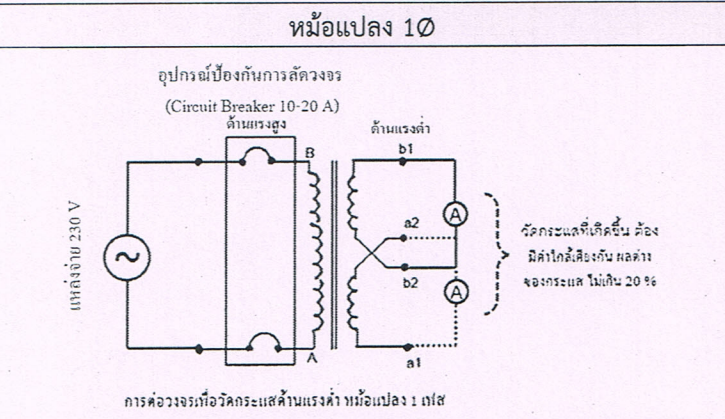 หม้อแปลง 1Ø
อุปกรณ์ป้องกันการลัดวงจร
(Circuit Breaker 10-20 A)
ด้านแรงสูง
ด้านแรงต่ำ
B
b1
A
a2
b2
A
a1
A
แหล่งจ่าย 230 V
~
วัดกระแสที่เกิดขึ้น ต้อง
มีค่าใกล้เคียงกัน ผลต่าง
ของกระแส ไม่เกิน 20 %
การต่อวงจรเพื่อวัดกระแสด้านแรงต่ำ หม้อแปลง 1 เฟส